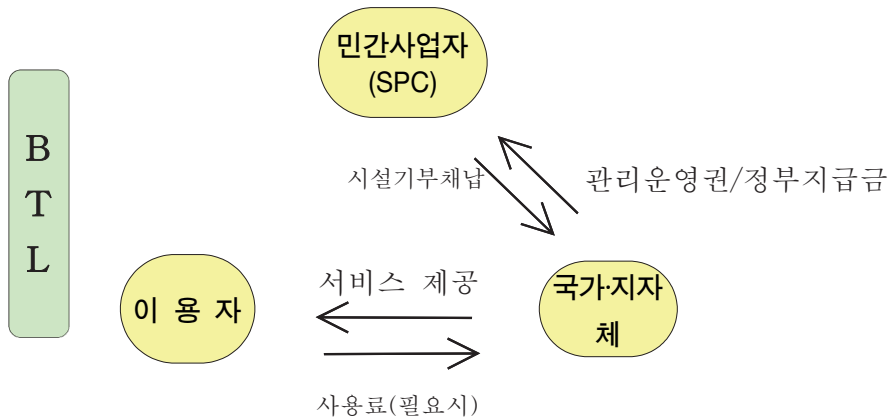 민간사업자
(SPC)
B
T
L
시설기부채납
관리운영권/정부지급금
이 용 자
서비스 제공
국가·지자
체
사용료(필요시)